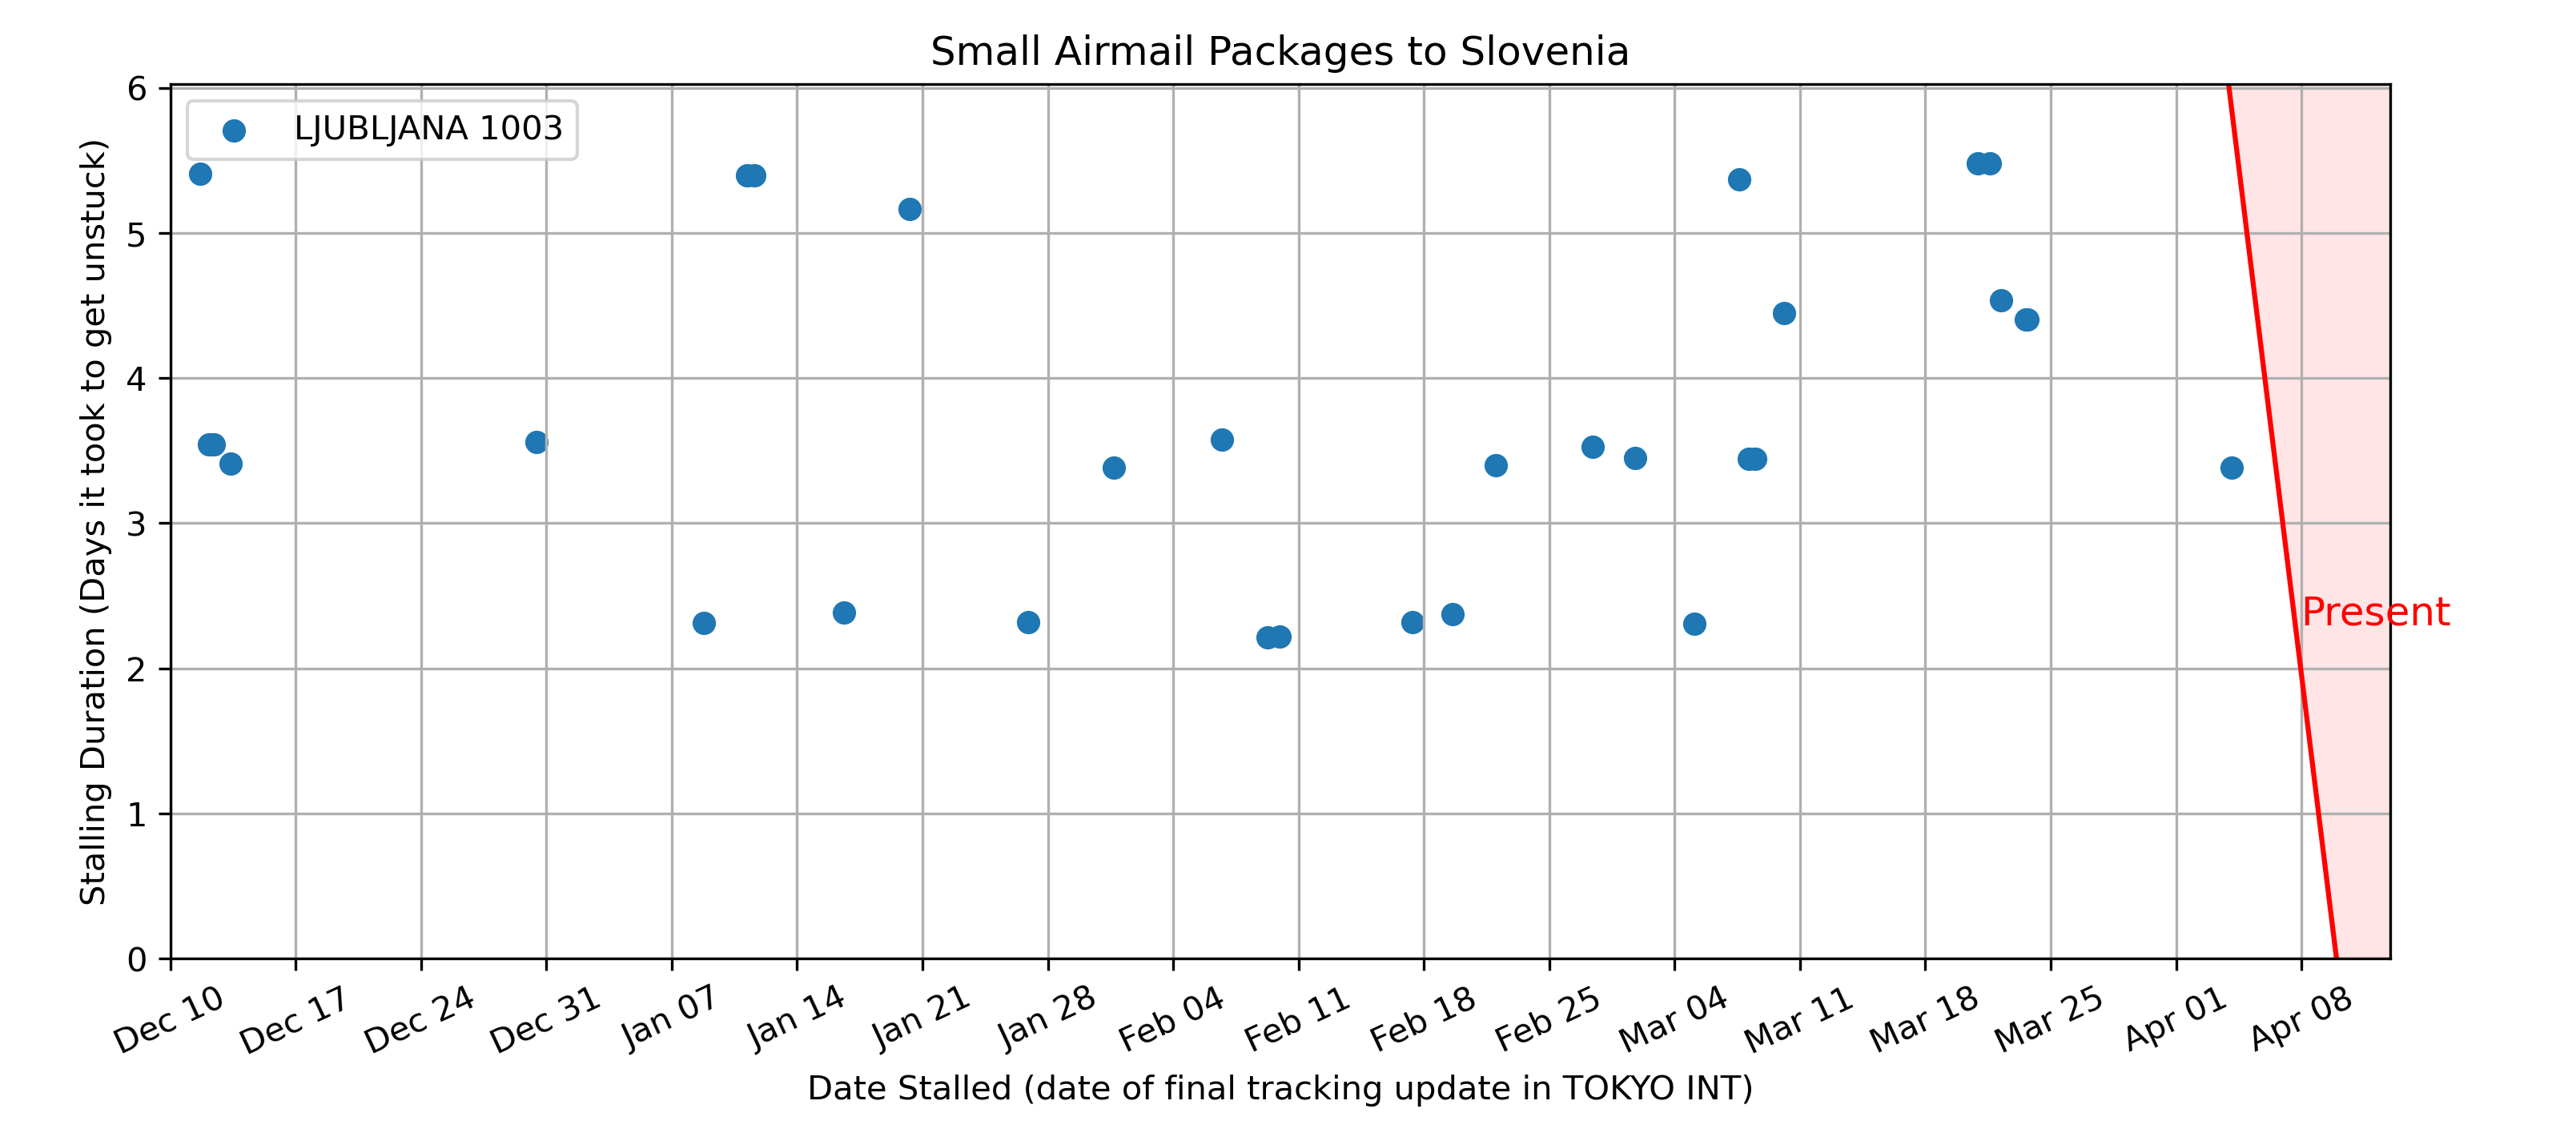 Small Airmail Packages to Slovenia
LJUBLJANA 1003
Stalling Duration (Days it took to get unstuck)
6
5
4
3
2
1
0
Present
Dec 10
Dec 17
Dec 24
Dec 31
Jan 07
Jan 14
Jan 21
Jan 28
Feb 04
Feb 11
Feb 18
Feb 25
Mar 04
Mar 11
Mar 18
Mar 25
Apr 01
Apr 08
Date Stalled (date of final tracking update in TOKYO INT)